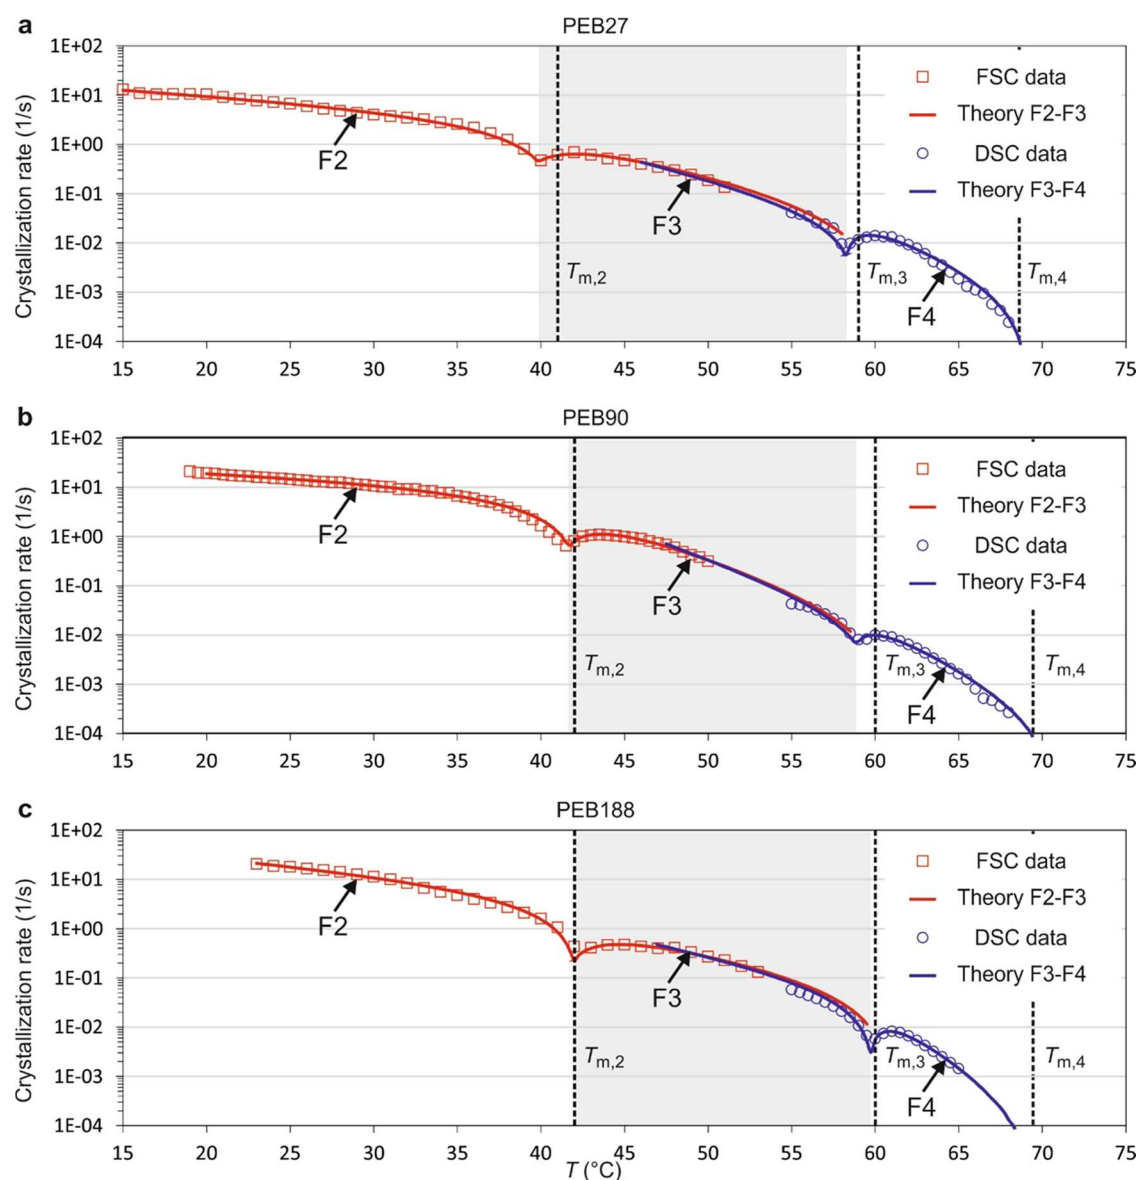 a
PEB27
Crystallization rate (1/s)
1E+02
1E+01
1E+00
1E-01
1E-02
1E-03
1E-04
FSC data
Theory F2-F3
DSC data
Theory F3-F4
F2
F3
F4
Tm,2
Tm,3
Tm,4
15 20 25 30 35 40 45 50 55 60 65 70 75
b
PEB90
Crystallization rate (1/s)
1E+02
1E+01
1E+00
1E-01
1E-02
1E-03
1E-04
FSC data
Theory F2-F3
DSC data
Theory F3-F4
F2
F3
F4
Tm,2
Tm,3
Tm,4
15 20 25 30 35 40 45 50 55 60 65 70 75
c
PEB188
Crystallization rate (1/s)
1E+02
1E+01
1E+00
1E-01
1E-02
1E-03
1E-04
FSC data
Theory F2-F3
DSC data
Theory F3-F4
F2
F3
F4
Tm,2
Tm,3
Tm,4
15 20 25 30 35 40 45 50 55 60 65 70 75
T (°C)